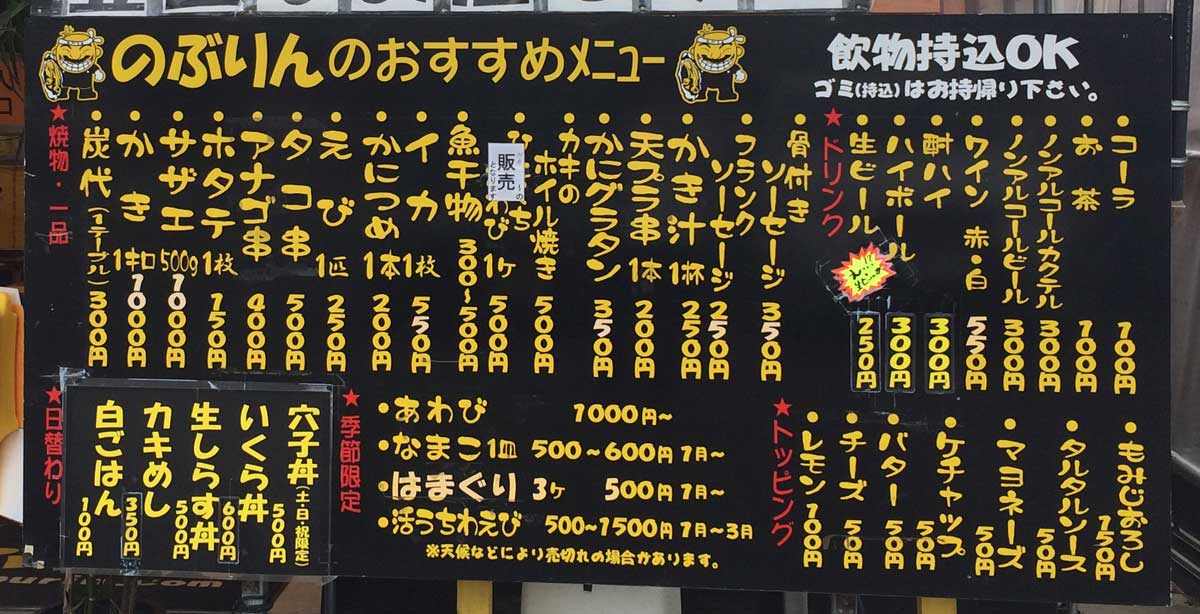 のぶりんのおすすめメニュー
飲物持込OK
ゴミ(持込)はお持帰り下さい。
★焼物・一品
・炭代(1テーブル) 300円
・かき 1キロ 1000円
・サザエ 500g 1000円
・ホタテ 1枚 150円
・アナゴ串 400円
・タコ串 500円
・えび 1匹 250円
・かにつめ 1本 200円
・イカ 1枚 550円
・魚干物 300〜500円
販売
となります
1ヶ 500円
・カキのホイル焼き 500円
・かにグラタン 350円
・天プラ串 1本 200円
・かき汁 1杯 250円
・フランクソーセージ 250円
・骨付きソーセージ 350円
★ドリンク
・生ビール 250円
・ハイボール 300円
・酎ハイ 300円
・ワイン 赤・白 550円
・ノンアルコールビール 300円
・ノンアルコールカクテル 300円
・お茶 100円
・コーラ 100円
★日替わり
穴子丼(土・日・祝限定) 500円
いくら丼 600円
生しらす丼 500円
カキめし 350円
白ごはん 100円
★季節限定
・あわび 1000円〜
・なまこ 1皿 500〜600円 1月〜
・はまぐり 3ヶ 500円 1月〜
・活うちわえび 500〜1500円 1月〜3月
※天候などにより売切れの場合があります。
★トッピング
・レモン 100円
・チーズ 50円
・バター 50円
・ケチャップ 50円
・マヨネーズ 50円
・タルタルソース 50円
・もみじおろし 150円